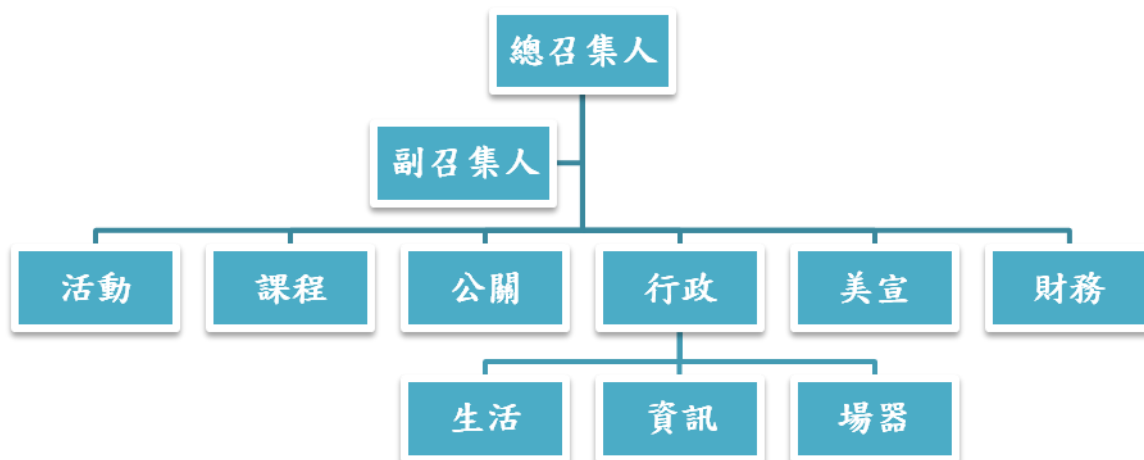 總召集人
副召集人
活動
課程
公關
行政
美宣
財務
生活
資訊
場器